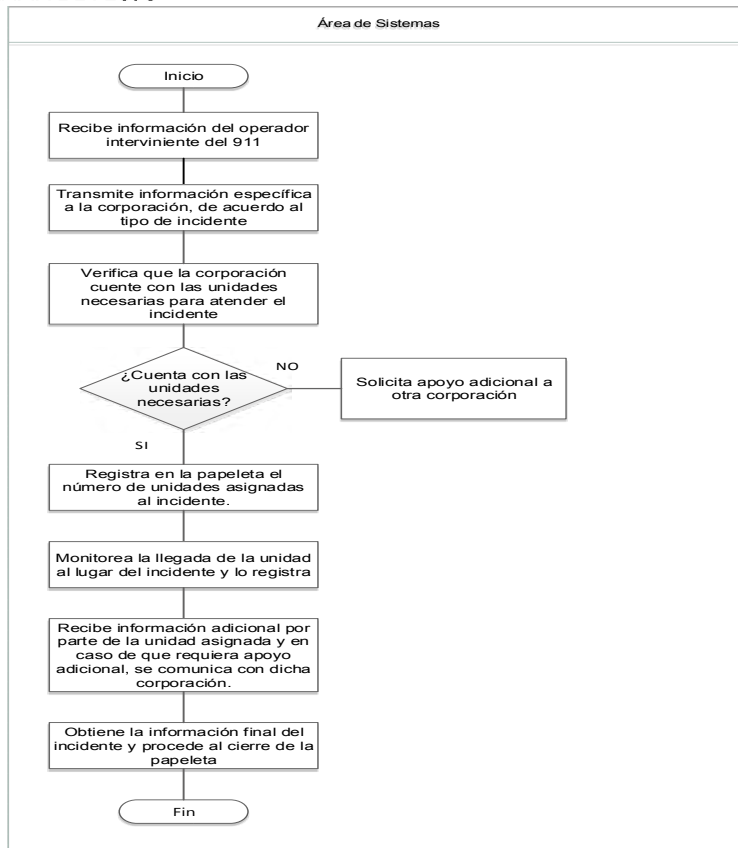 Área de Sistemas
Inicio
Recibe información del operador
interviniente del 911
Transmite información específica
a la corporación, de acuerdo al
tipo de incidente
Verifica que la corporación
cuente con las unidades
necesarias para atender el
incidente
¿Cuenta con las
unidades
necesarias?
NO
Solicita apoyo adicional a
otra corporación
SI
Registra en la papeleta el
número de unidades asignadas
al incidente.
Monitorea la llegada de la unidad
al lugar del incidente y lo registra
Recibe información adicional por
parte de la unidad asignada y en
caso de que requiera apoyo
adicional, se comunica con dicha
corporación.
Obtiene la información final del
incidente y procede al cierre de la
papeleta
Fin